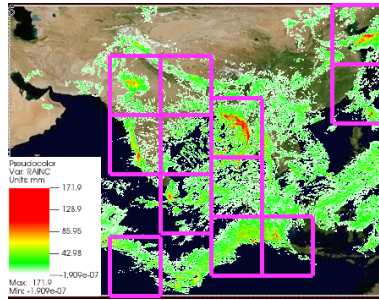 Pseudocolor
Var: RAINC
Units: mm
171.9
128.9
85.95
42.98
-1.909e-07
Max: 171.9
Min: -1.909e-07